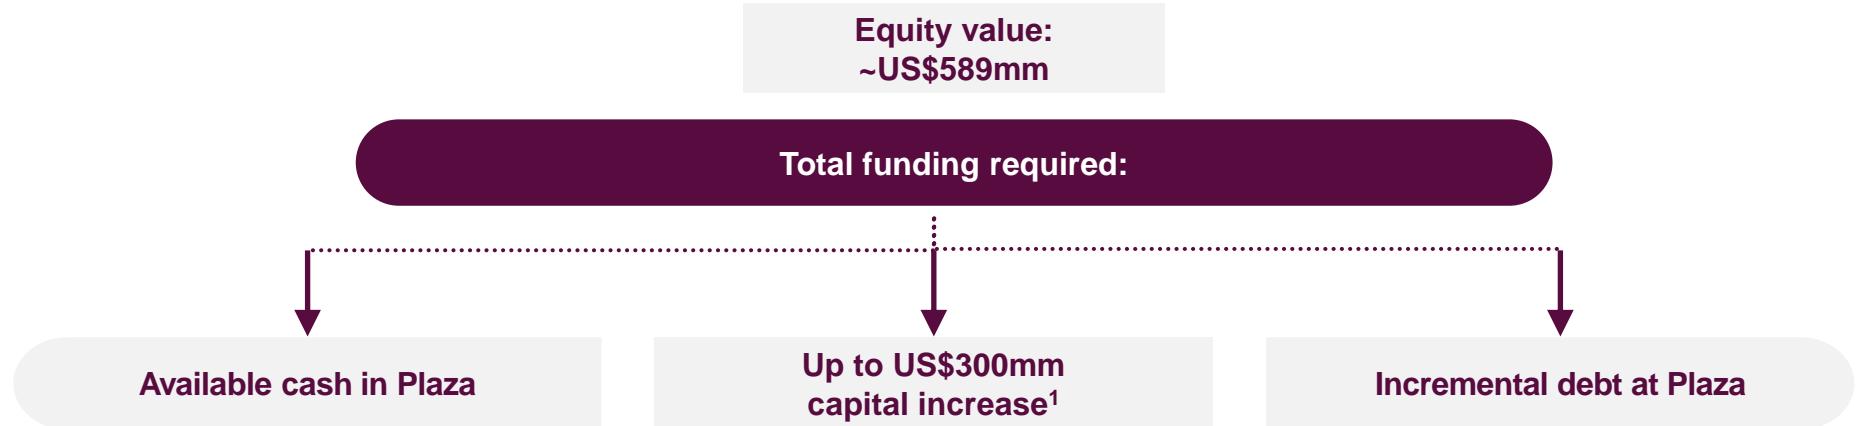 Equity value:
~US$589mm
Total funding required:
Available cash in Plaza
Up to US$300mm
capital increase¹
Incremental debt at Plaza